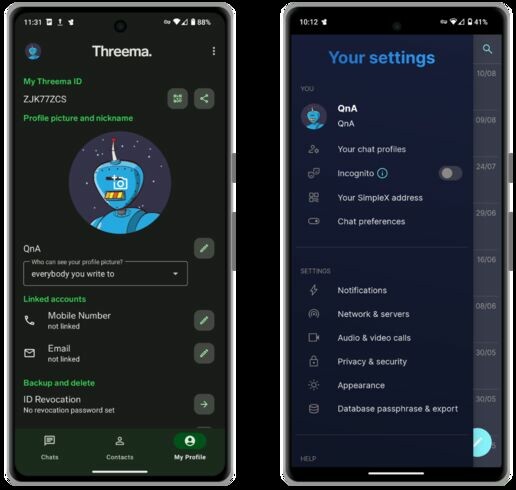 11:31
88%
Threema.
My Threema ID
ZJK77ZCS
Profile picture and nickname
QnA
Who can see your profile picture?
everybody you write to
Linked accounts
Mobile Number
not linked
Email
not linked
Backup and delete
ID Revocation
No revocation password set
Chats
Contacts
My Profile
10:12
41%
Your settings
YOU
QnA
QnA
Your chat profiles
Incognito
Your SimpleX address
Chat preferences
SETTINGS
Notifications
Network & servers
Audio & video calls
Privacy & security
Appearance
Database passphrase & export
HELP
10/08
09/08
24/07
29/06
16/06
08/06
30/05
30/05